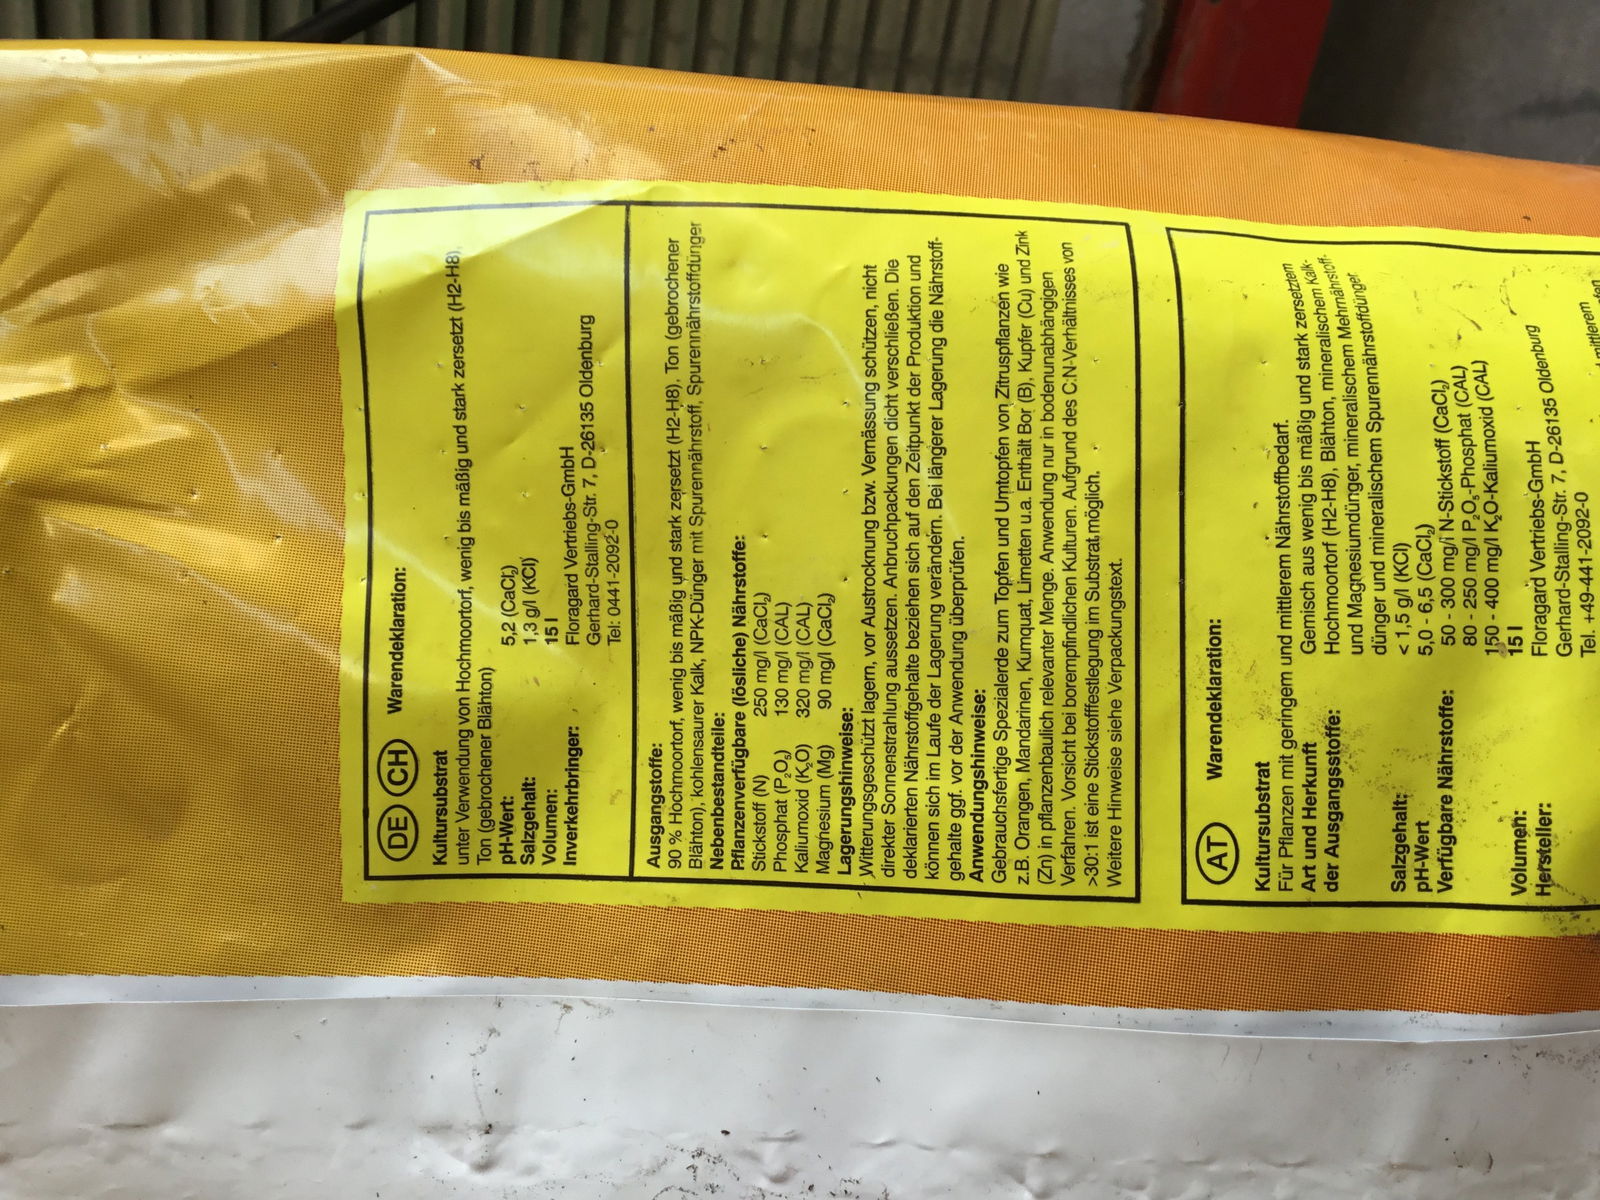 DE CH Warendeklaration:
Kultursubstrat
unter Verwendung von Hochmoortorf, wenig bis mäßig und stark zersetzt (H2-H8),
Ton (gebrochener Blähton)
pH-Wert: 5,2 (CaCl₂)
Salzgehalt: 1,3 g/l (KCl)
Volumen: 15 l
Inverkehrbringer: Floragard Vertriebs-GmbH
Gerhard-Stalling-Str. 7, D-26135 Oldenburg
Tel: 0441-2092-0
Ausgangstoffe:
90 % Hochmoortorf, wenig bis mäßig und stark zersetzt (H2-H8), Ton (gebrochener
Blähton), kohlensaurer Kalk, NPK-Dünger mit Spurennährstoff, Spurennährstoffdünger
Nebenbestandteile:
Pflanzenverfügbare (lösliche) Nährstoffe:
Stickstoff (N) 250 mg/l (CaCl₂)
Phosphat (P₂O₅) 130 mg/l (CAL)
Kaliumoxid (K₂O) 320 mg/l (CAL)
Magnesium (Mg) 90 mg/l (CaCl₂)
Lagerungshinweise:
Witterungsgeschützt lagern, vor Austrocknung bzw. Vernässung schützen, nicht
direkter Sonnenstrahlung aussetzen. Anbruchpackungen dicht verschließen. Die
deklarierten Nährstoffgehalte beziehen sich auf den Zeitpunkt der Produktion und
können sich im Laufe der Lagerung verändern. Bei längerer Lagerung die Nährstoff-
gehalte ggf. vor der Anwendung überprüfen.
Anwendungshinweise:
Gebrauchsfertige Spezialerde zum Topfen und Umtopfen von Zitruspflanzen wie
z.B. Orangen, Mandarinen, Kumquat, Limetten u.a. Enthält Bor (B), Kupfer (Cu) und Zink
(Zn) in pflanzenbaulich relevanter Menge. Anwendung nur in bodenunabhängigen
Verfahren. Vorsicht bei borempfindlichen Kulturen. Aufgrund des C:N-Verhältnisses von
>30:1 ist eine Stickstofffestlegung im Substrat möglich.
Weitere Hinweise siehe Verpackungstext.
AT Warendeklaration:
Kultursubstrat
Für Pflanzen mit geringem und mittlerem Nährstoffbedarf.
Art und Herkunft Gemisch aus wenig bis mäßig und stark zersetztem
der Ausgangsstoffe: Hochmoortorf (H2-H8), Blähton, mineralischem Kalk-
und Magnesiumdünger, mineralischem Mehrnährstoff-
dünger und mineralischem Spurennährstoffdünger
Salzgehalt: < 1,5 g/l (KCl)
pH-Wert 5,0 - 6,5 (CaCl₂)
Verfügbare Nährstoffe: 50 - 300 mg/l N-Stickstoff (CaCl₂)
80 - 250 mg/l P₂O₅-Phosphat (CAL)
150 - 400 mg/l K₂O-Kaliumoxid (CAL)
Volumen: 15 l
Hersteller: Floragard Vertriebs-GmbH
Gerhard-Stalling-Str. 7, D-26135 Oldenburg
Tel. +49-441-2092-0
mittlerem